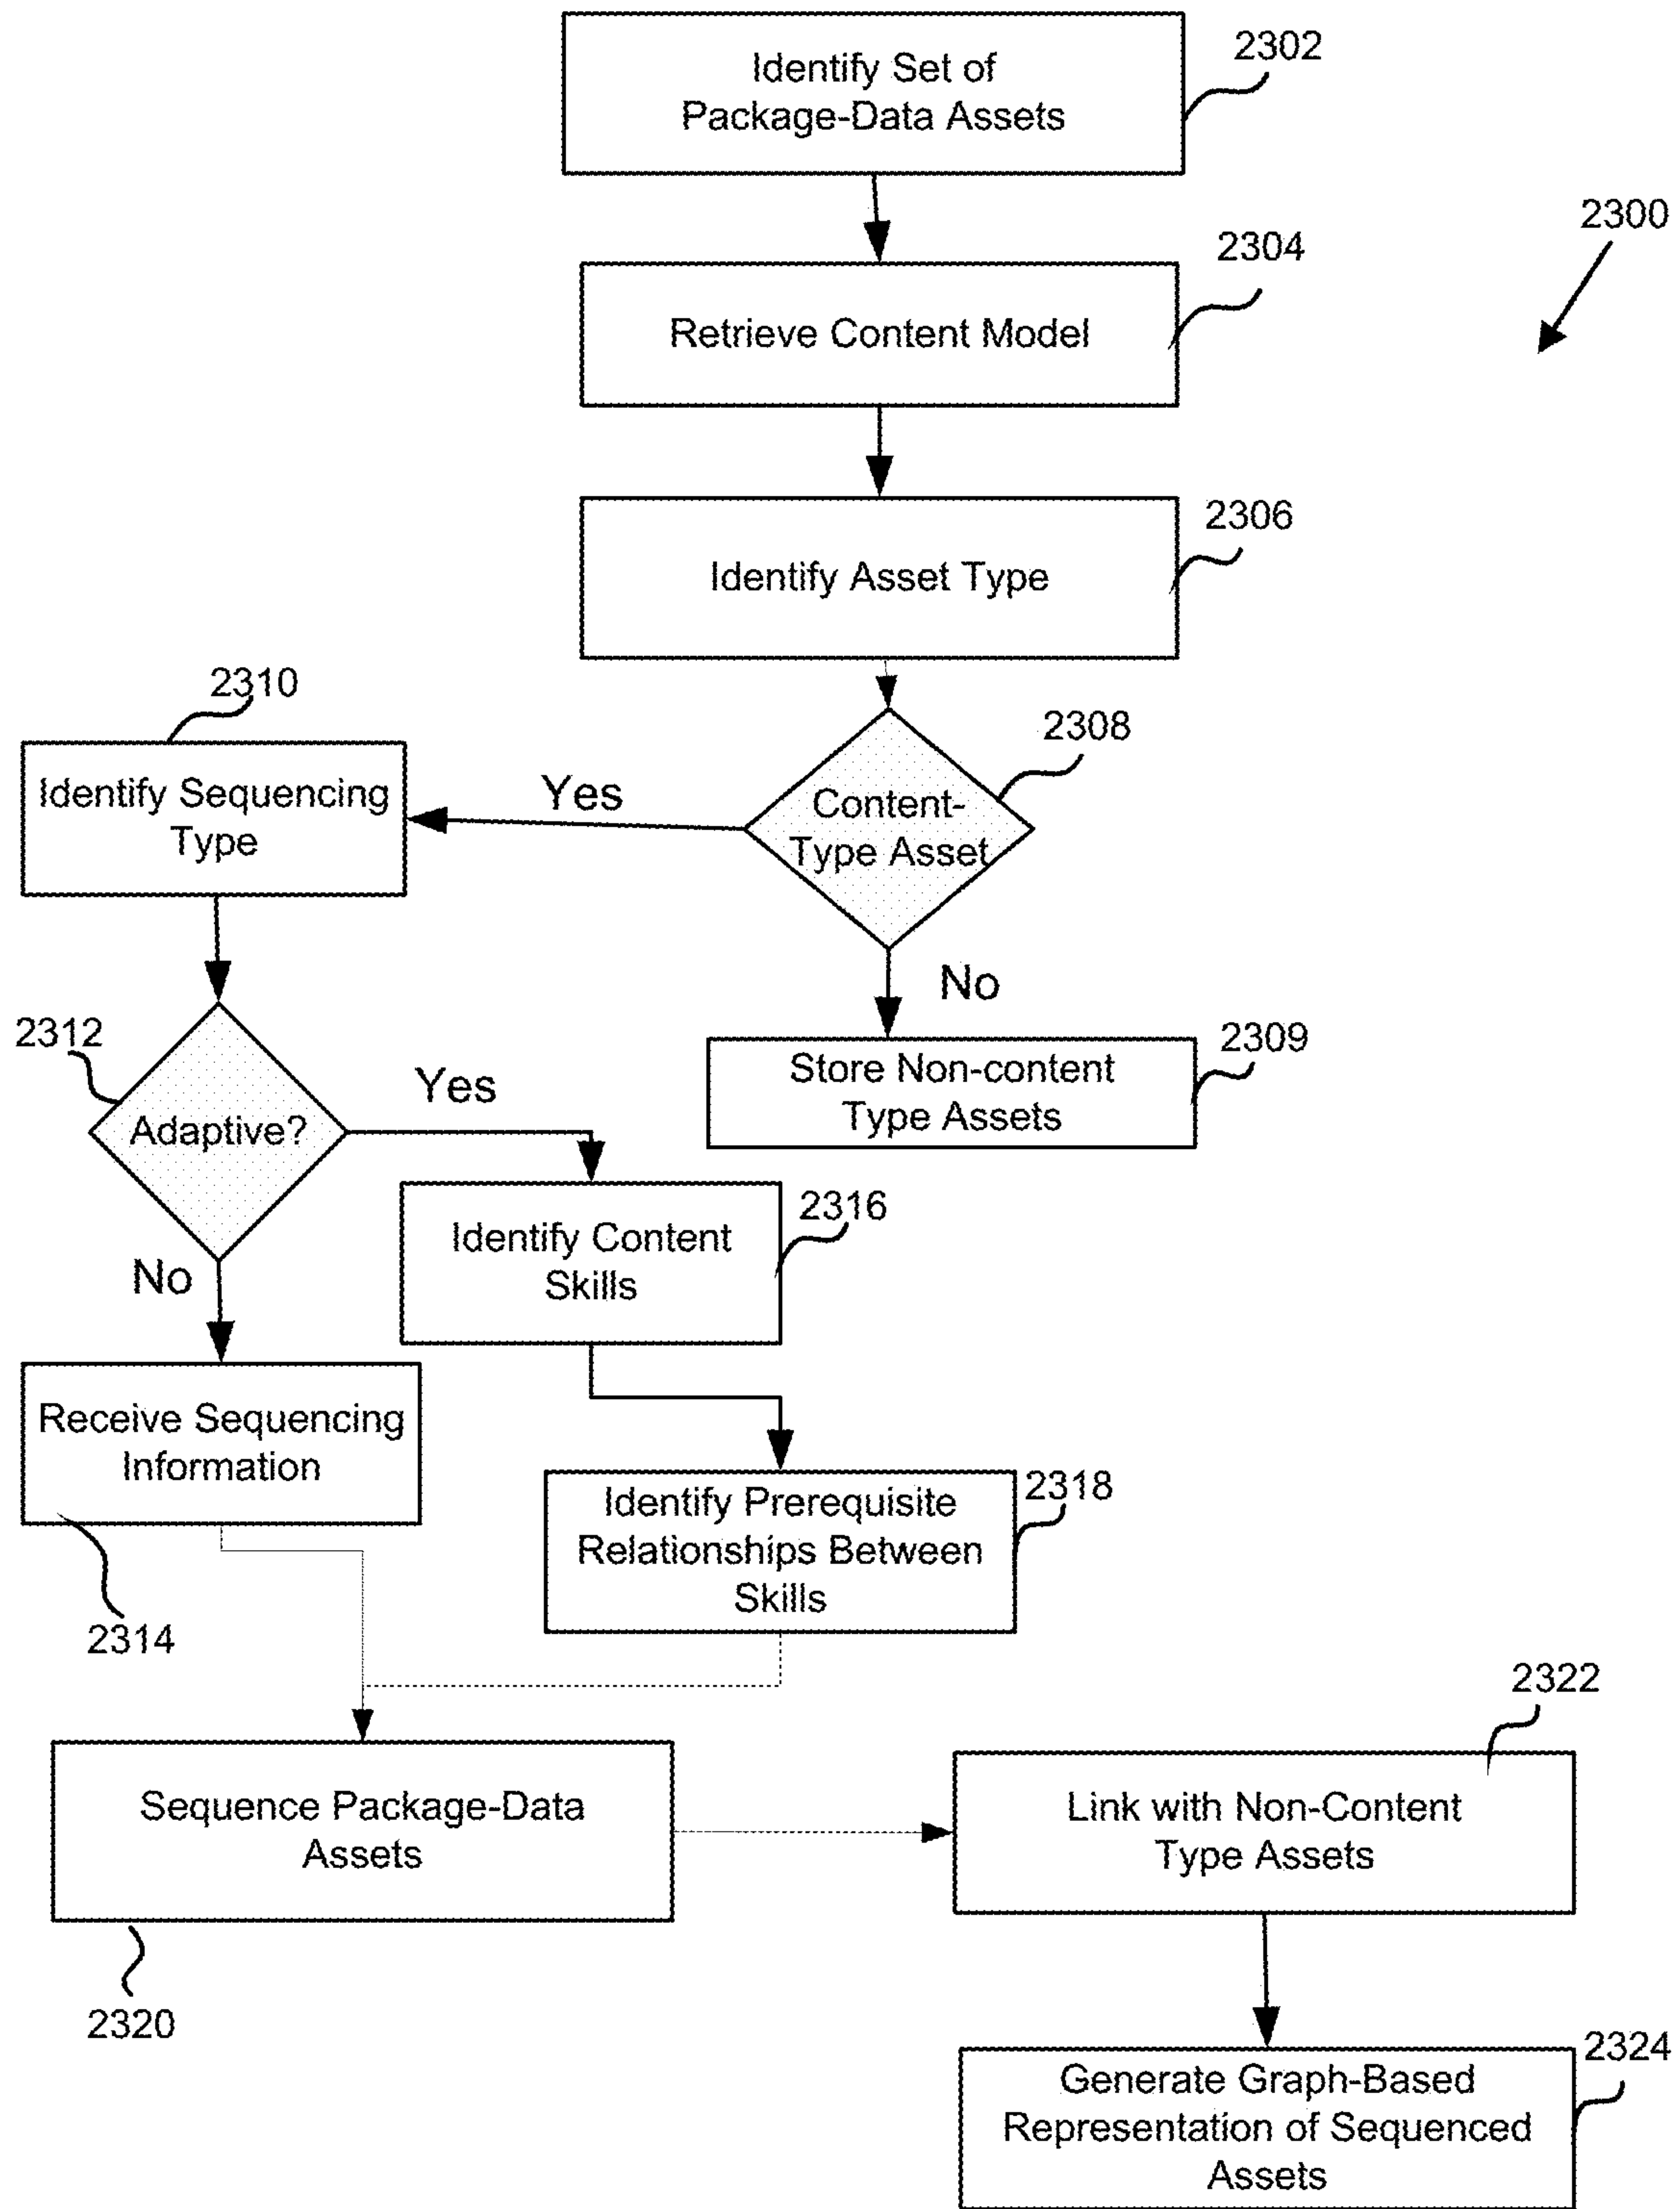 Identify Set of
Package-Data Assets
2302
2300
2304
Retrieve Content Model
2306
Identify Asset Type
2310
2308
Identify Sequencing
Type
Yes
Content-
Type Asset
No
2312
Adaptive?
Yes
Store Non-content
Type Assets
2309
2316
Identify Content
Skills
No
Receive Sequencing
Information
2314
Identify Prerequisite
Relationships Between
Skills
2318
2322
Sequence Package-Data
Assets
Link with Non-Content
Type Assets
2320
2324
Generate Graph-Based
Representation of Sequenced
Assets